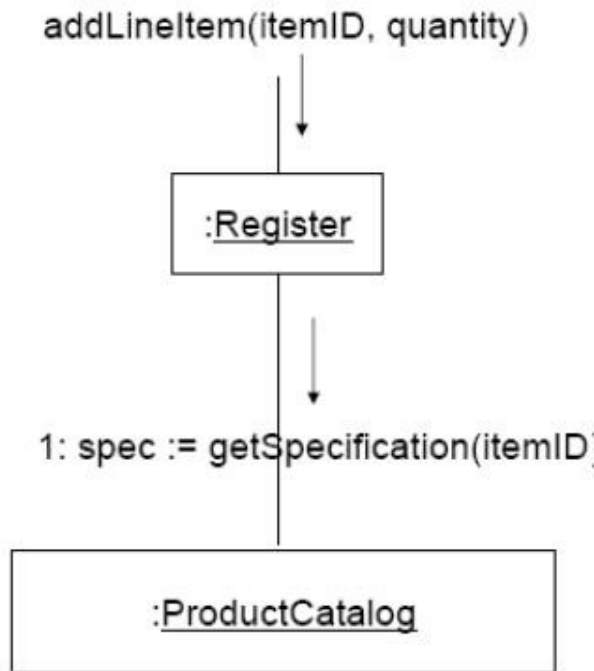 addLineItem(itemID, quantity)
:Register
1: spec := getSpecification(itemID)
:ProductCatalog